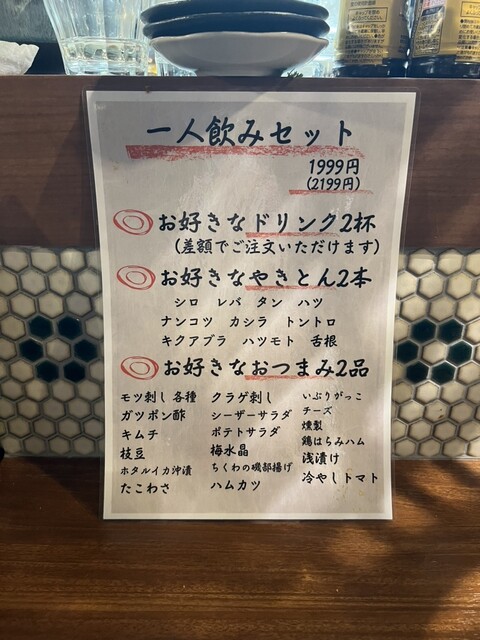 一人飲みセット
1999円
(2199円)
お好きなドリンク2杯
(差額でご注文いただけます)
お好きなやきとん2本
シロ レバ タン ハツ
ナンコツ カシラ トントロ
キクアブラ ハツモト 舌根
お好きなおつまみ2品
モツ刺し 各種
ガツポン酢
キムチ
枝豆
ホタルイカ沖漬
たこわさ
クラゲ刺し
シーザーサラダ
ポテトサラダ
梅水晶
ちくわの磯部揚げ
ハムカツ
いぶりがっこ
チーズ
燻製
鶏はらみハム
浅漬け
冷やしトマト